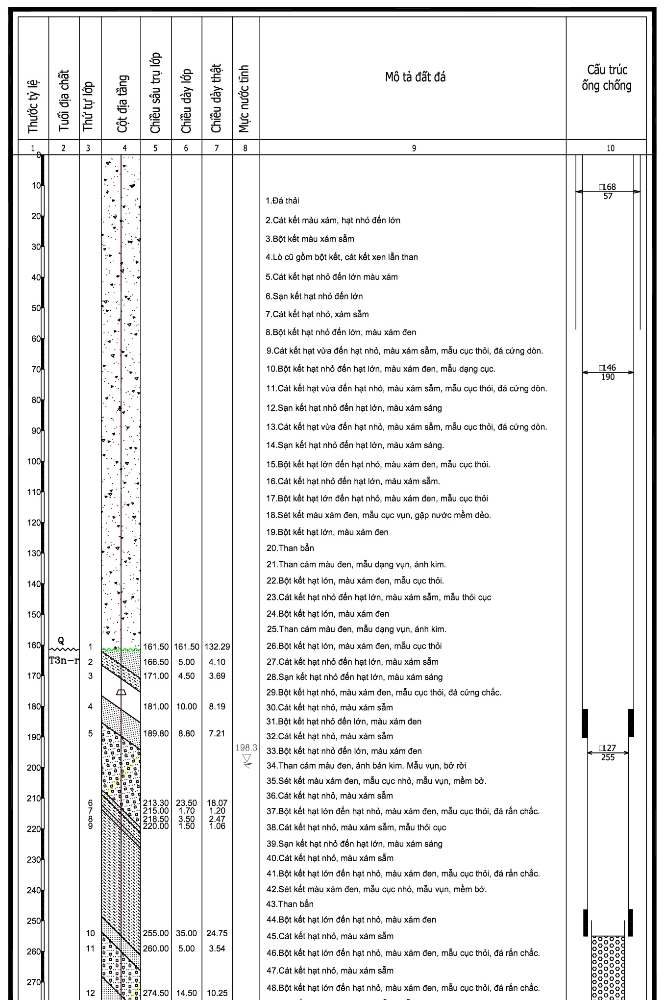 Thước tỷ lệ
Tuổi địa chất
Thứ tự lớp
Cột địa tầng
Chiều sâu trụ lớp
Chiều dày lớp
Chiều dày thật
Mực nước tĩnh
Mô tả đất đá
Cấu trúc
ống chống
1 2 3 4 5 6 7 8 9 10
0
10
□168
57
1.Đá thải
20
2.Cát kết màu xám, hạt nhỏ đến lớn
3.Bột kết màu xám sẫm
30
4.Lò cũ gồm bột kết, cát kết xen lẫn than
40
5.Cát kết hạt nhỏ đến lớn màu xám
6.Sạn kết hạt nhỏ đến lớn
50
7.Cát kết hạt nhỏ, xám sẫm
8.Bột kết hạt nhỏ đến lớn, màu xám đen
60
9.Cát kết hạt vừa đến hạt nhỏ, màu xám sẫm, mẫu cục thỏi, đá cứng dòn.
70
10.Bột kết hạt nhỏ đến hạt lớn, màu xám đen, mẫu dạng cục.
□146
190
11.Cát kết hạt vừa đến hạt nhỏ, màu xám sẫm, mẫu cục thỏi, đá cứng dòn.
80
12.Sạn kết hạt nhỏ đến hạt lớn, màu xám sáng
13.Cát kết hạt vừa đến hạt nhỏ, màu xám sẫm, mẫu cục thỏi, đá cứng dòn.
90
14.Sạn kết hạt nhỏ đến hạt lớn, màu xám sáng.
100
15.Bột kết hạt lớn đến hạt nhỏ, màu xám đen, mẫu cục thỏi.
16.Cát kết hạt nhỏ đến hạt lớn, màu xám sẫm.
110
17.Bột kết hạt lớn đến hạt nhỏ, màu xám đen, mẫu cục thỏi
18.Sét kết màu xám đen, mẫu cục vụn, gặp nước mềm dẻo.
120
19.Bột kết hạt lớn, màu xám đen
20.Than bẩn
130
21.Than cám màu đen, mẫu dạng vụn, ánh kim.
22.Bột kết hạt lớn, màu xám đen, mẫu cục thỏi.
140
23.Cát kết hạt nhỏ đến hạt lớn, màu xám sẫm, mẫu thỏi cục
150
24.Bột kết hạt lớn, màu xám đen
25.Than cám màu đen, mẫu dạng vụn, ánh kim.
Q
160
1 161.50 161.50 132.29
26.Bột kết hạt lớn, màu xám đen, mẫu cục thỏi
T3n-r
2 166.50 5.00 4.10
27.Cát kết hạt nhỏ đến hạt lớn, màu xám sẫm
170
3 171.00 4.50 3.69
28.Sạn kết hạt nhỏ đến hạt lớn, màu xám sáng
29.Bột kết hạt nhỏ, màu xám đen, mẫu cục thỏi, đá cứng chắc.
180
4 181.00 10.00 8.19
30.Cát kết hạt nhỏ, màu xám sẫm
31.Bột kết hạt nhỏ đến lớn, màu xám đen
190
5 189.80 8.80 7.21
32.Cát kết hạt nhỏ, màu xám sẫm
198.3
33.Bột kết hạt nhỏ đến lớn, màu xám đen
□127
255
200
34.Than cám màu đen, ánh bán kim. Mẫu vụn, bở rời
35.Sét kết màu xám đen, mẫu cục nhỏ, mẫu vụn, mềm bở.
210
36.Cát kết hạt nhỏ, màu xám sẫm
6 213.30 23.50 18.07
7 215.00 1.70 1.20
37.Bột kết hạt lớn đến hạt nhỏ, màu xám đen, mẫu cục thỏi, đá rắn chắc.
8 218.50 3.50 2.47
9 220.00 1.50 1.06
220
38.Cát kết hạt nhỏ, màu xám sẫm, mẫu thỏi cục
39.Sạn kết hạt nhỏ đến hạt lớn, màu xám sáng
230
40.Cát kết hạt nhỏ, màu xám sẫm
41.Bột kết hạt lớn đến hạt nhỏ, màu xám đen, mẫu cục thỏi, đá rắn chắc.
240
42.Sét kết màu xám đen, mẫu cục nhỏ, mẫu vụn, mềm bở.
43.Than bẩn
250
44.Bột kết hạt lớn đến hạt nhỏ, màu xám đen
10 255.00 35.00 24.75
45.Cát kết hạt nhỏ, màu xám sẫm
11 260.00 5.00 3.54
260
46.Bột kết hạt lớn đến hạt nhỏ, màu xám đen, mẫu cục thỏi, đá rắn chắc.
47.Cát kết hạt nhỏ, màu xám sẫm
270
48.Bột kết hạt lớn đến hạt nhỏ, màu xám đen, mẫu cục thỏi, đá rắn chắc.
12 274.50 14.50 10.25